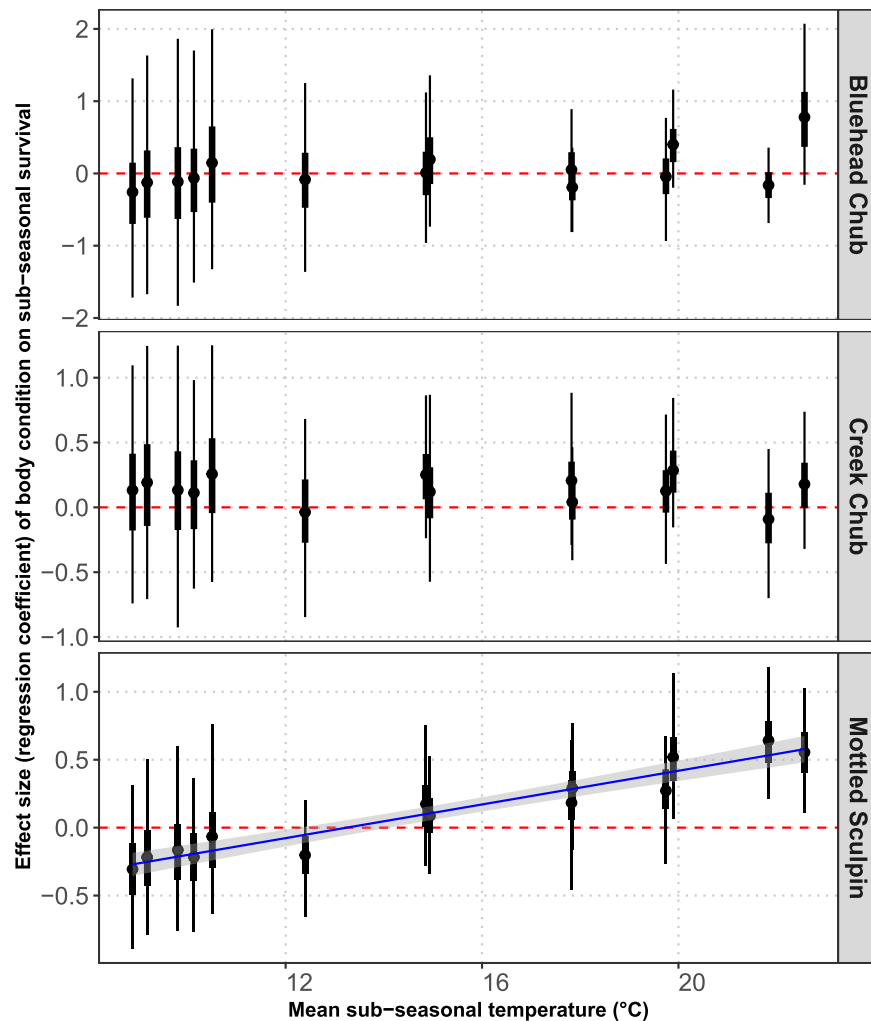 Effect size (regression coefficient) of body condition on sub−seasonal survival
2
1
0
−1
−2
Bluehead Chub
1.0
0.5
0.0
−0.5
−1.0
Creek Chub
1.0
0.5
0.0
−0.5
Mottled Sculpin
12 16 20
Mean sub−seasonal temperature (°C)